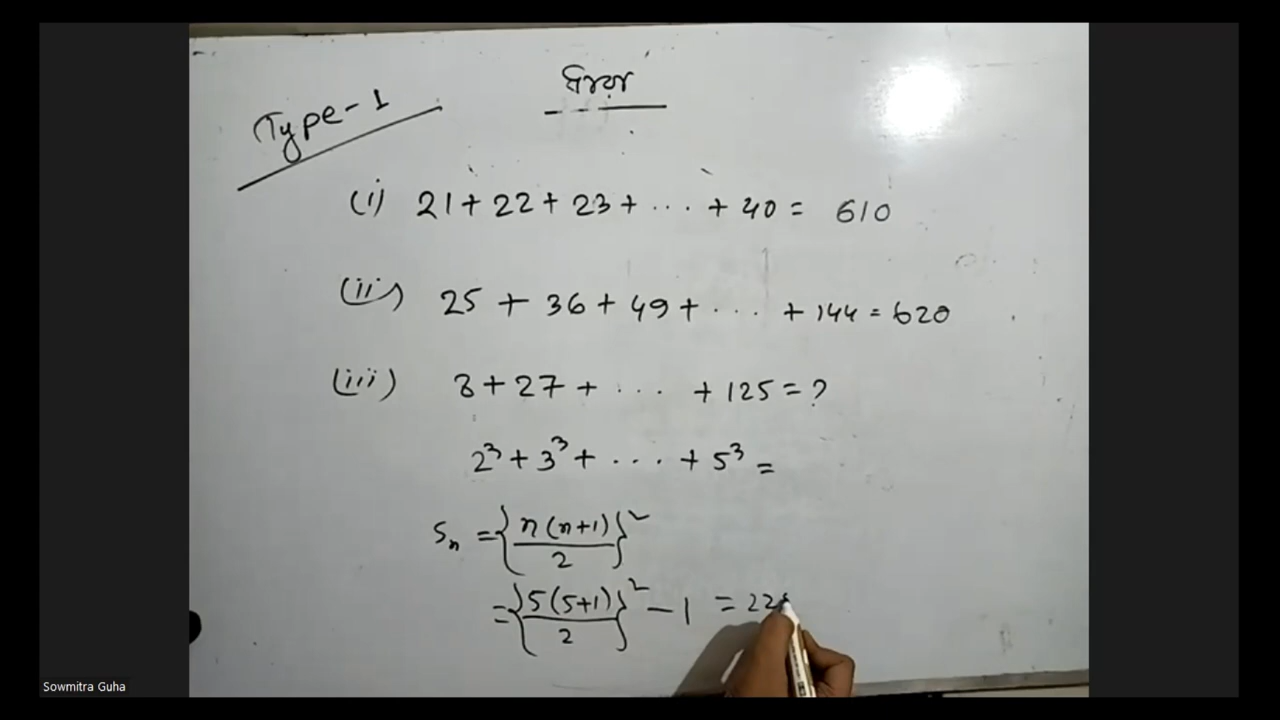 Type-1
ধারা
(i) 21 + 22 + 23 + ... + 40 = 610
(ii) 25 + 36 + 49 + ... + 144 = 620
(iii) 8 + 27 + ... + 125 = ?
2³ + 3³ + ... + 5³ =
Sₙ = {n(n+1)/2}²
= {5(5+1)/2}² - 1 = 22
Sowmitra Guha